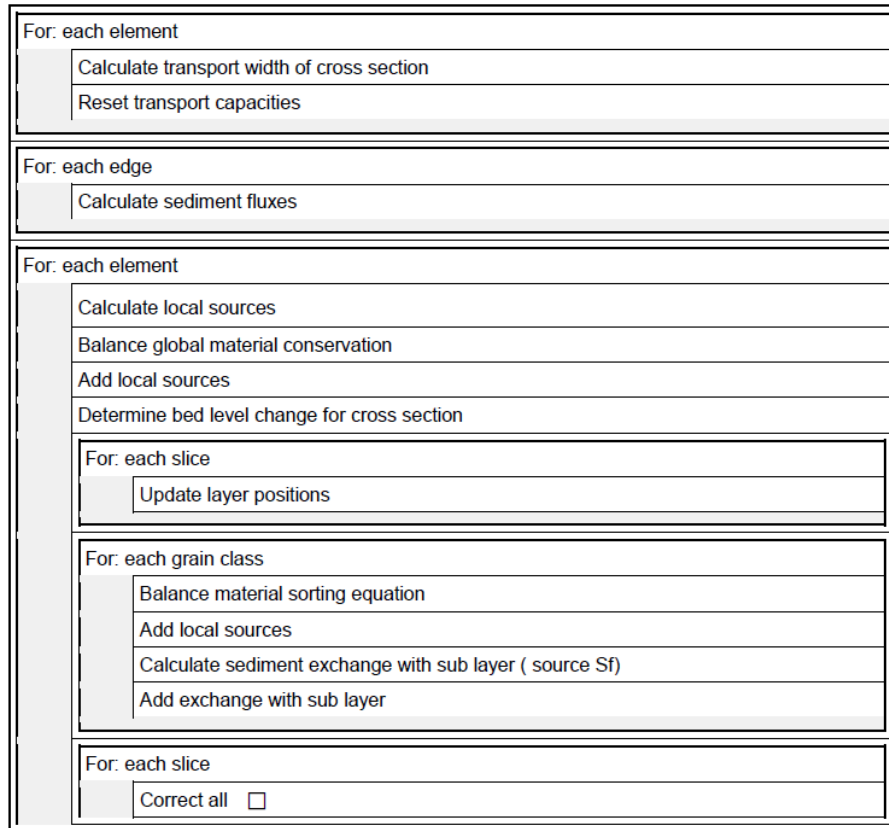 For: each element
Calculate transport width of cross section
Reset transport capacities
For: each edge
Calculate sediment fluxes
For: each element
Calculate local sources
Balance global material conservation
Add local sources
Determine bed level change for cross section
For: each slice
Update layer positions
For: each grain class
Balance material sorting equation
Add local sources
Calculate sediment exchange with sub layer ( source Sf)
Add exchange with sub layer
For: each slice
Correct all □